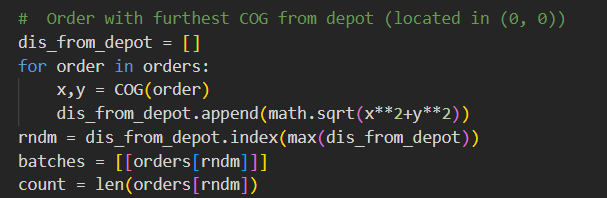 #  Order with furthest COG from depot (located in (0, 0))
dis_from_depot = []
for order in orders:
    x,y = COG(order)
    dis_from_depot.append(math.sqrt(x**2+y**2))
rndm = dis_from_depot.index(max(dis_from_depot))
batches = [[orders[rndm]]]
count = len(orders[rndm])